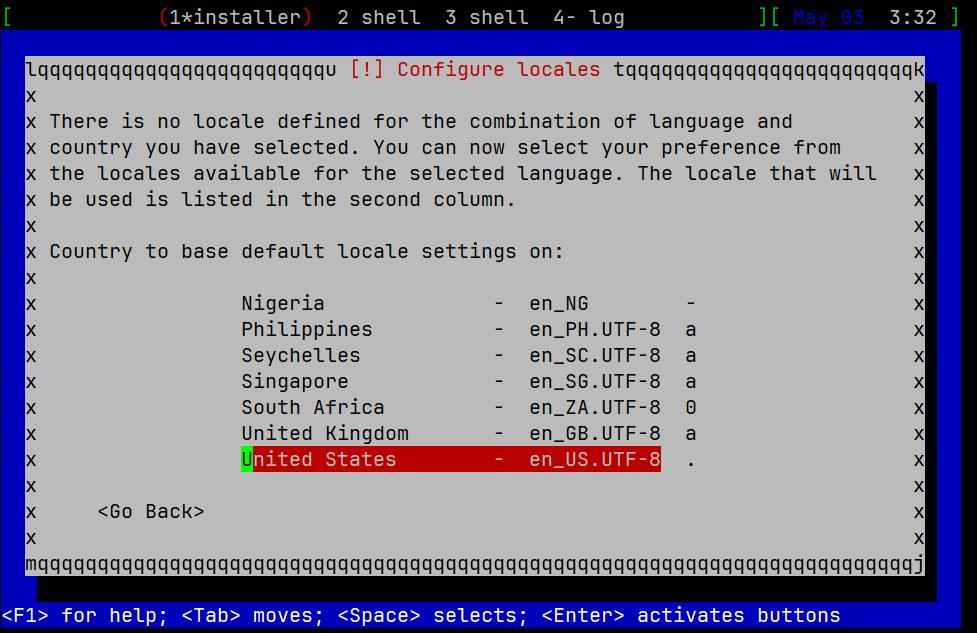 [ (1*installer) 2 shell 3 shell 4- log ][ May 03 3:32 ]
lqqqqqqqqqqqqqqqqqqqqqqqqu [!] Configure locales tqqqqqqqqqqqqqqqqqqqqqqqqk
x x
x There is no locale defined for the combination of language and x
x country you have selected. You can now select your preference from x
x the locales available for the selected language. The locale that will x
x be used is listed in the second column. x
x x
x Country to base default locale settings on: x
x x
x Nigeria - en_NG - x
x Philippines - en_PH.UTF-8 a x
x Seychelles - en_SC.UTF-8 a x
x Singapore - en_SG.UTF-8 a x
x South Africa - en_ZA.UTF-8 0 x
x United Kingdom - en_GB.UTF-8 a x
x United States - en_US.UTF-8 . x
x x
x <Go Back> x
x x
mqqqqqqqqqqqqqqqqqqqqqqqqqqqqqqqqqqqqqqqqqqqqqqqqqqqqqqqqqqqqqqqqqqqqqqqqqj
<F1> for help; <Tab> moves; <Space> selects; <Enter> activates buttons